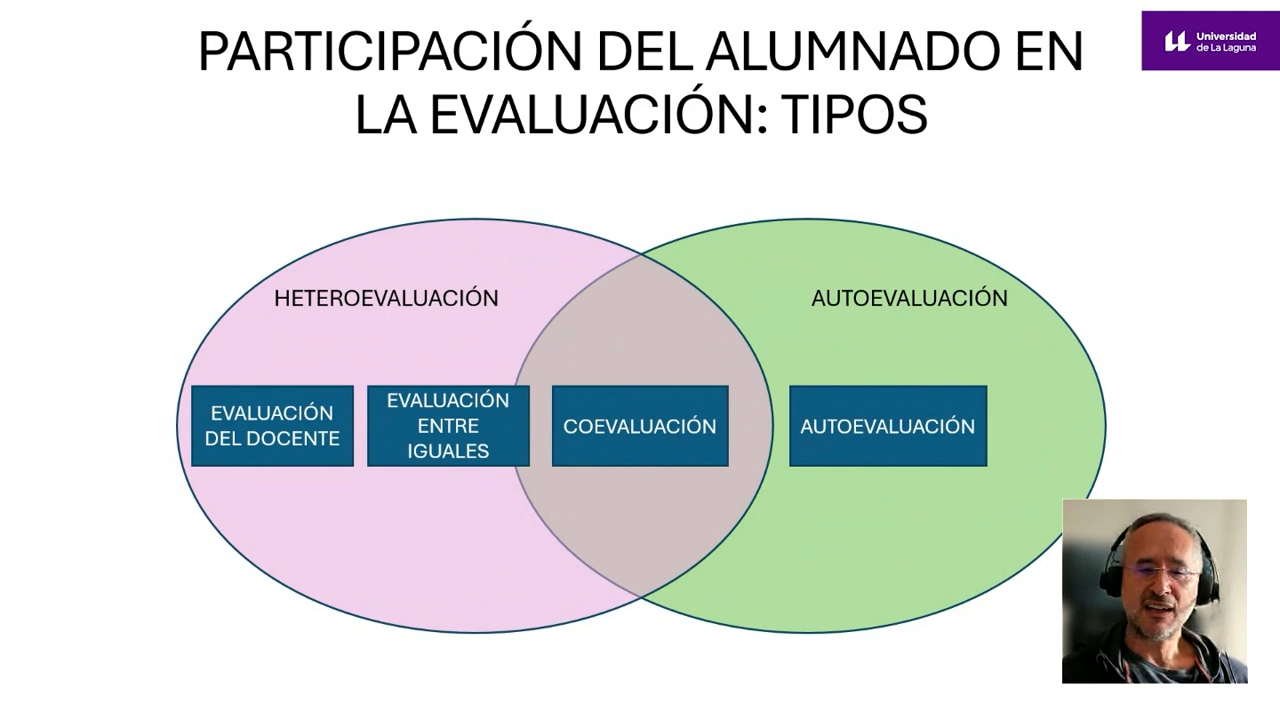 PARTICIPACIÓN DEL ALUMNADO EN
LA EVALUACIÓN: TIPOS
Universidad
de La Laguna
HETEROEVALUACIÓN
AUTOEVALUACIÓN
EVALUACIÓN
DEL DOCENTE
EVALUACIÓN
ENTRE
IGUALES
COEVALUACIÓN
AUTOEVALUACIÓN